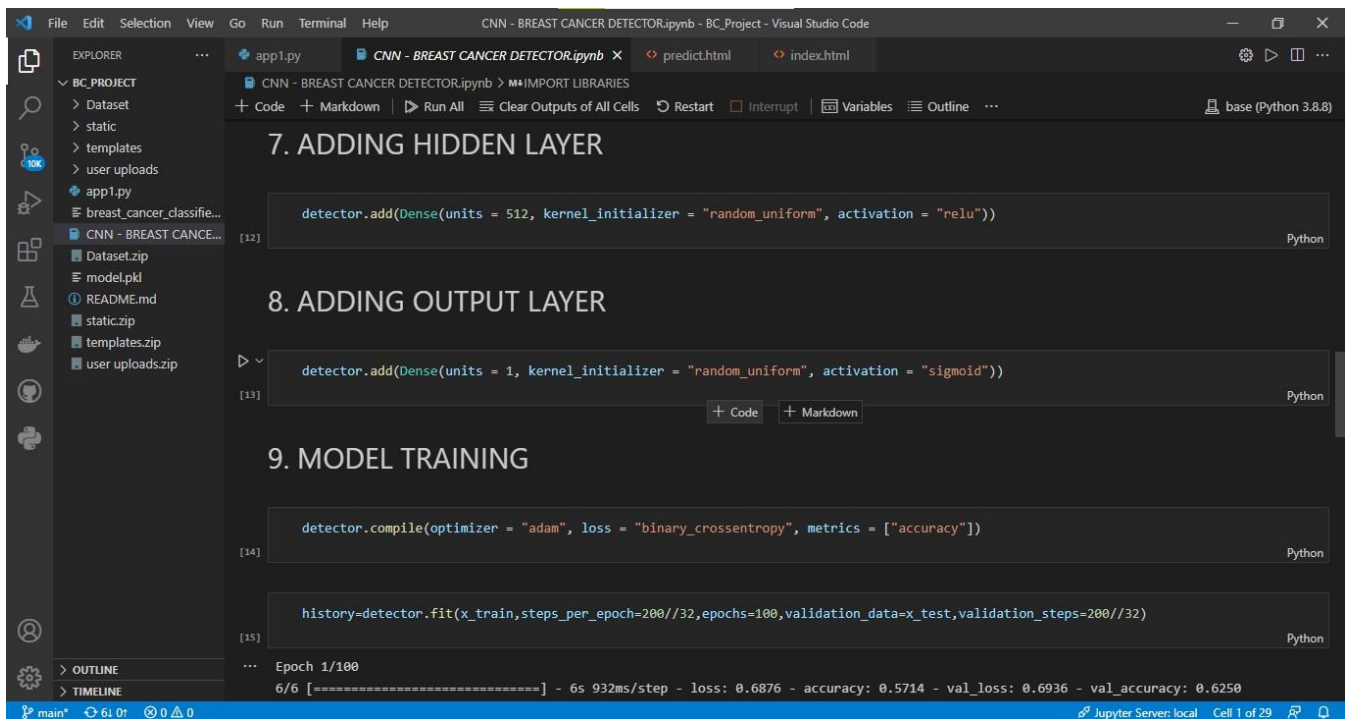 File Edit Selection View Go Run Terminal Help CNN - BREAST CANCER DETECTOR.ipynb - BC_Project - Visual Studio Code
EXPLORER ...
BC_PROJECT
Dataset
static
templates
user uploads
app1.py
breast_cancer_classifie...
CNN - BREAST CANCE...
Dataset.zip
model.pkl
README.md
static.zip
templates.zip
user uploads.zip
OUTLINE
TIMELINE
10K
app1.py CNN - BREAST CANCER DETECTOR.ipynb predict.html index.html
CNN - BREAST CANCER DETECTOR.ipynb > M↓IMPORT LIBRARIES
+ Code + Markdown Run All Clear Outputs of All Cells Restart Interrupt Variables Outline ... base (Python 3.8.8)
7. ADDING HIDDEN LAYER
detector.add(Dense(units = 512, kernel_initializer = "random_uniform", activation = "relu"))
[12] Python
8. ADDING OUTPUT LAYER
detector.add(Dense(units = 1, kernel_initializer = "random_uniform", activation = "sigmoid"))
[13] Python
+ Code + Markdown
9. MODEL TRAINING
detector.compile(optimizer = "adam", loss = "binary_crossentropy", metrics = ["accuracy"])
[14] Python
history=detector.fit(x_train,steps_per_epoch=200//32,epochs=100,validation_data=x_test,validation_steps=200//32)
[15] Python
... Epoch 1/100
6/6 [==============================] - 6s 932ms/step - loss: 0.6876 - accuracy: 0.5714 - val_loss: 0.6936 - val_accuracy: 0.6250
main* 6↓ 0↑ 0 0 Jupyter Server: local Cell 1 of 29